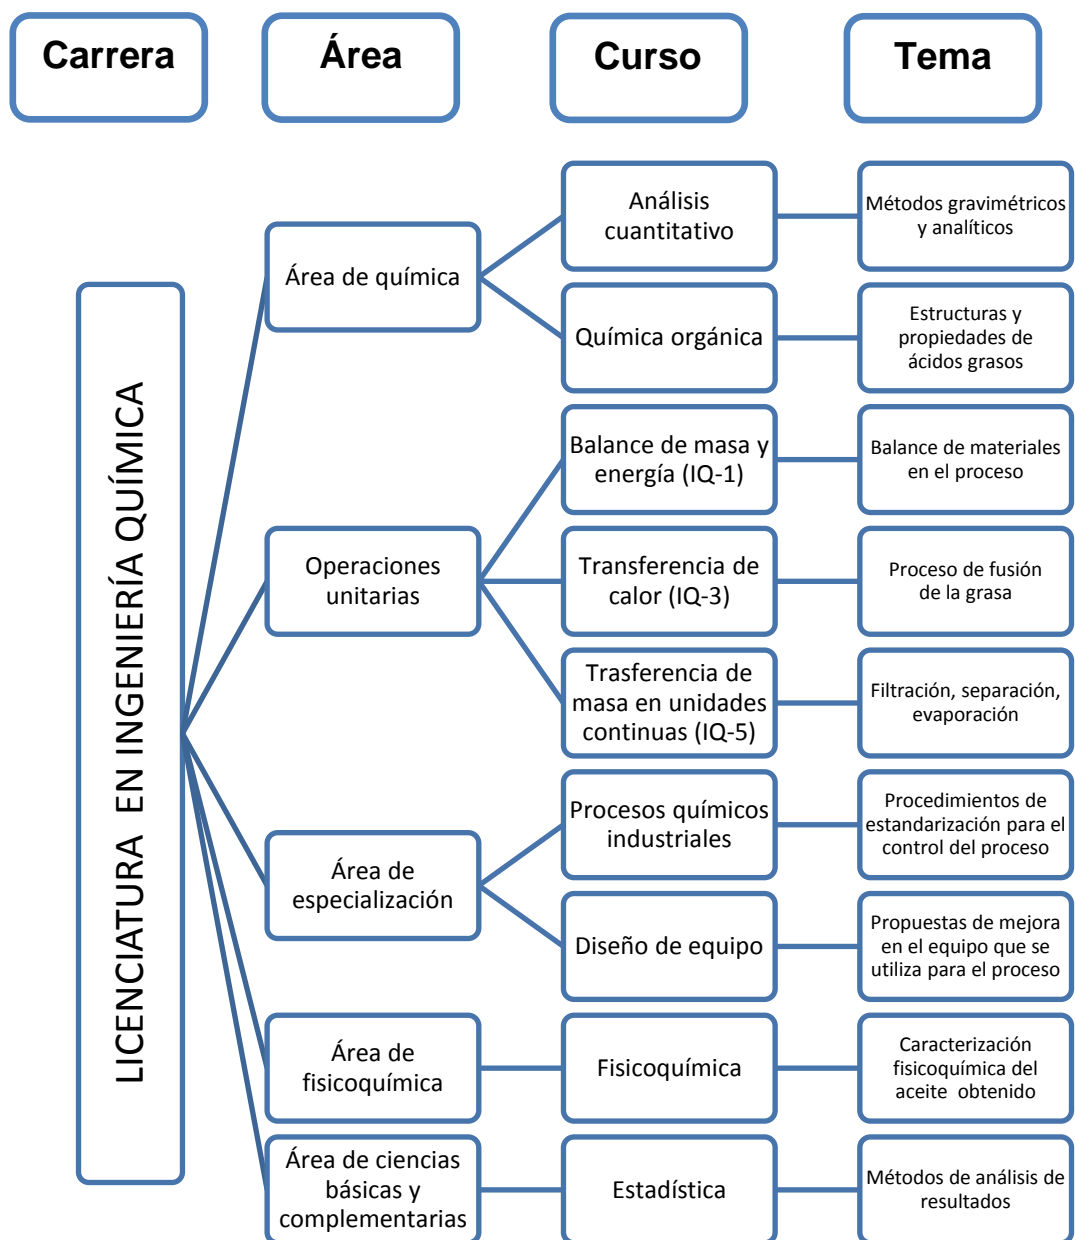 Carrera
Área
Curso
Tema
LICENCIATURA EN INGENIERÍA QUÍMICA
Área de química
Análisis
cuantitativo
Métodos gravimétricos
y analíticos
Química orgánica
Estructuras y
propiedades de
ácidos grasos
Operaciones
unitarias
Balance de masa y
energía (IQ-1)
Balance de materiales
en el proceso
Transferencia de
calor (IQ-3)
Proceso de fusión
de la grasa
Trasferencia de
masa en unidades
continuas (IQ-5)
Filtración, separación,
evaporación
Área de
especialización
Procesos químicos
industriales
Procedimientos de
estandarización para el
control del proceso
Diseño de equipo
Propuestas de mejora
en el equipo que se
utiliza para el proceso
Área de
fisicoquímica
Fisicoquímica
Caracterización
fisicoquímica del
aceite obtenido
Área de ciencias
básicas y
complementarias
Estadística
Métodos de análisis de
resultados